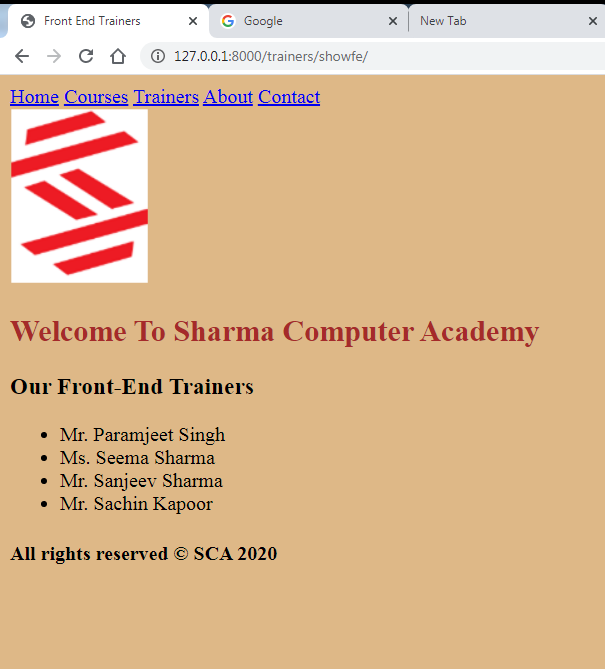 Front End Trainers Google New Tab
127.0.0.1:8000/trainers/showfe/
Home Courses Trainers About Contact
Welcome To Sharma Computer Academy
Our Front-End Trainers
Mr. Paramjeet Singh
Ms. Seema Sharma
Mr. Sanjeev Sharma
Mr. Sachin Kapoor
All rights reserved © SCA 2020